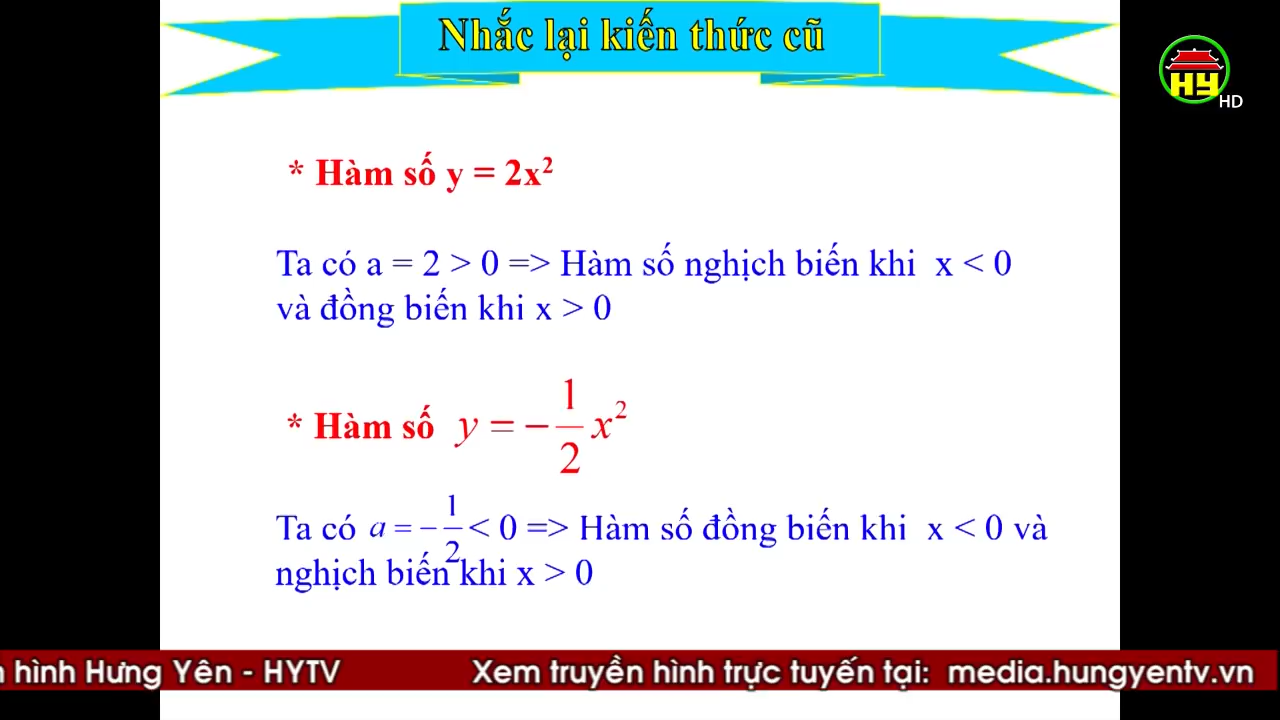 Nhắc lại kiến thức cũ
HY
HD
* Hàm số y = 2x²
Ta có a = 2 > 0 => Hàm số nghịch biến khi x < 0
và đồng biến khi x > 0
* Hàm số y = -1/2 x²
Ta có a = -1/2 < 0 => Hàm số đồng biến khi x < 0 và
nghịch biến khi x > 0
hình Hưng Yên - HYTV Xem truyền hình trực tuyến tại: media.hungyentv.vn